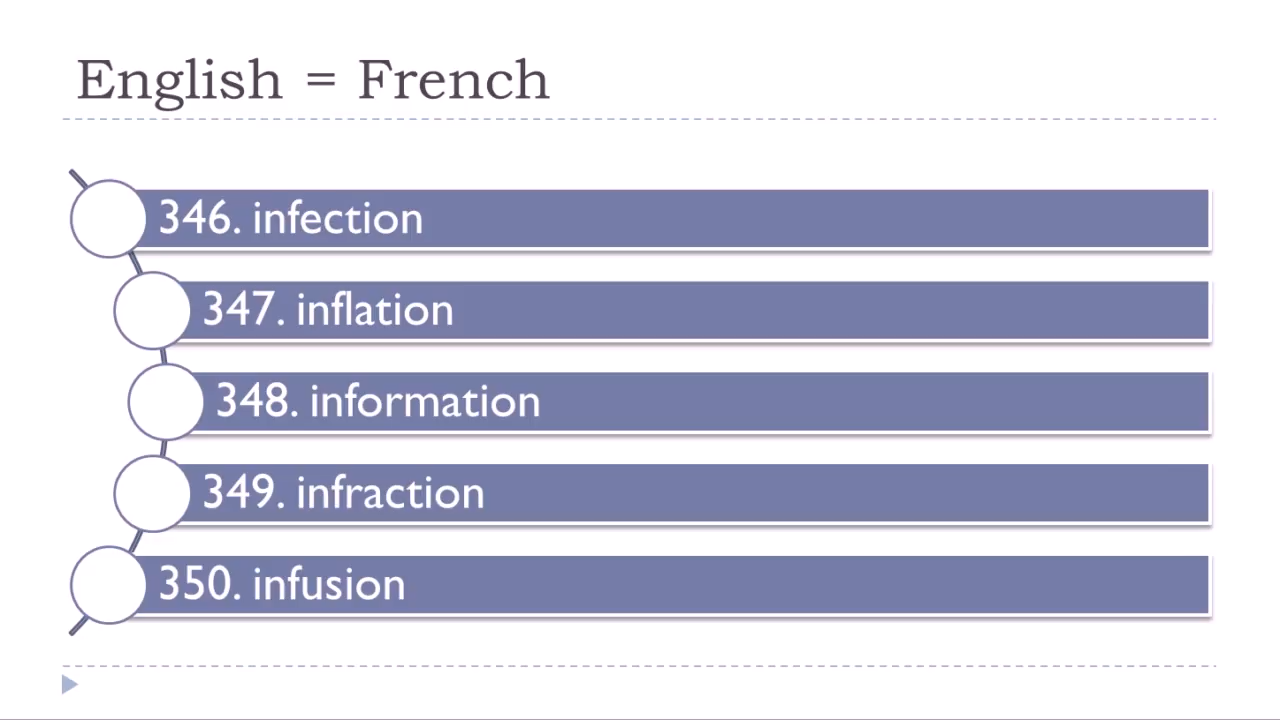 English = French
346. infection
347. inflation
348. information
349. infraction
350. infusion